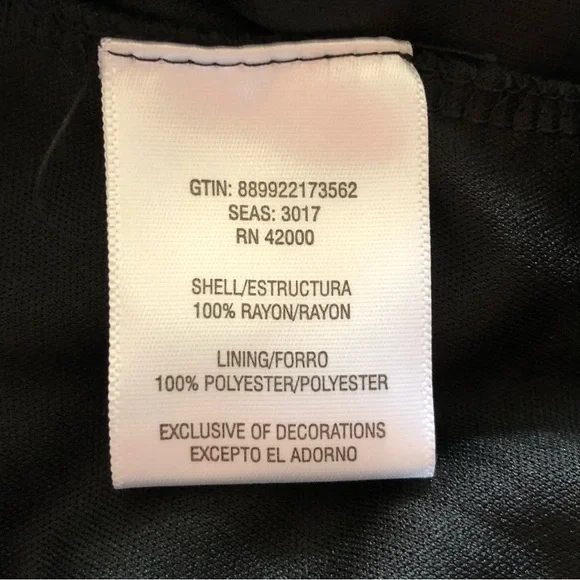 GTIN: 889922173562
SEAS: 3017
RN 42000
SHELL/ESTRUCTURA
100% RAYON/RAYON
LINING/FORRO
100% POLYESTER/POLYESTER
EXCLUSIVE OF DECORATIONS
EXCEPTO EL ADORNO